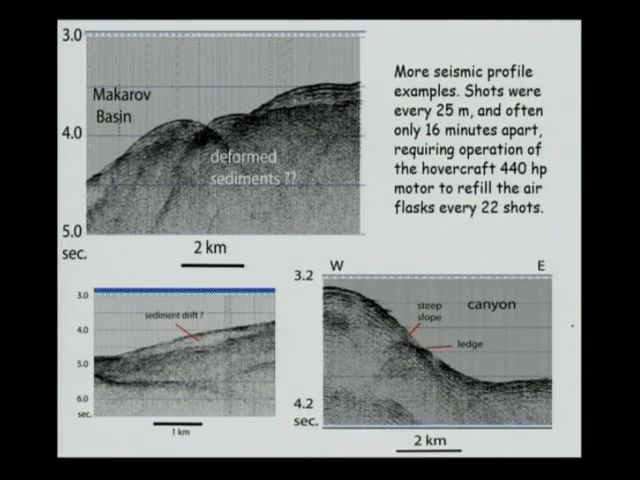 3.0
Makarov
Basin
4.0
deformed
sediments ??
5.0
sec.
2 km
More seismic profile
examples. Shots were
every 25 m, and often
only 16 minutes apart,
requiring operation of
the hovercraft 440 hp
motor to refill the air
flasks every 22 shots.
3.0
sediment drift ?
4.0
5.0
6.0
sec.
1 km
W
E
3.2
steep
slope
canyon
ledge
4.2
sec.
2 km